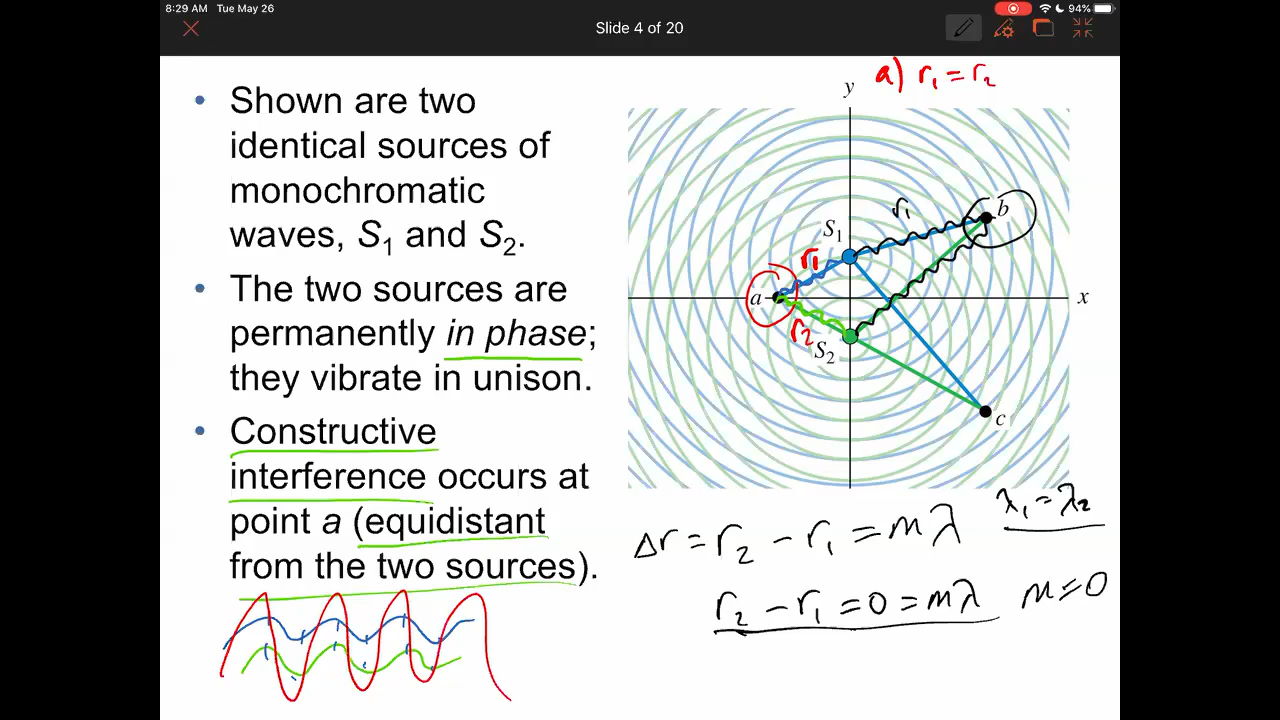 8:29 AM Tue May 26
94%
Slide 4 of 20
• Shown are two
identical sources of
monochromatic
waves, S1 and S2.
• The two sources are
permanently in phase;
they vibrate in unison.
• Constructive
interference occurs at
point a (equidistant
from the two sources).
a) r1 = r2
y
b
r1
S1
r1
a
x
r2
S2
c
λ1 = λ2
Δr = r2 - r1 = mλ
r2 - r1 = 0 = mλ m = 0